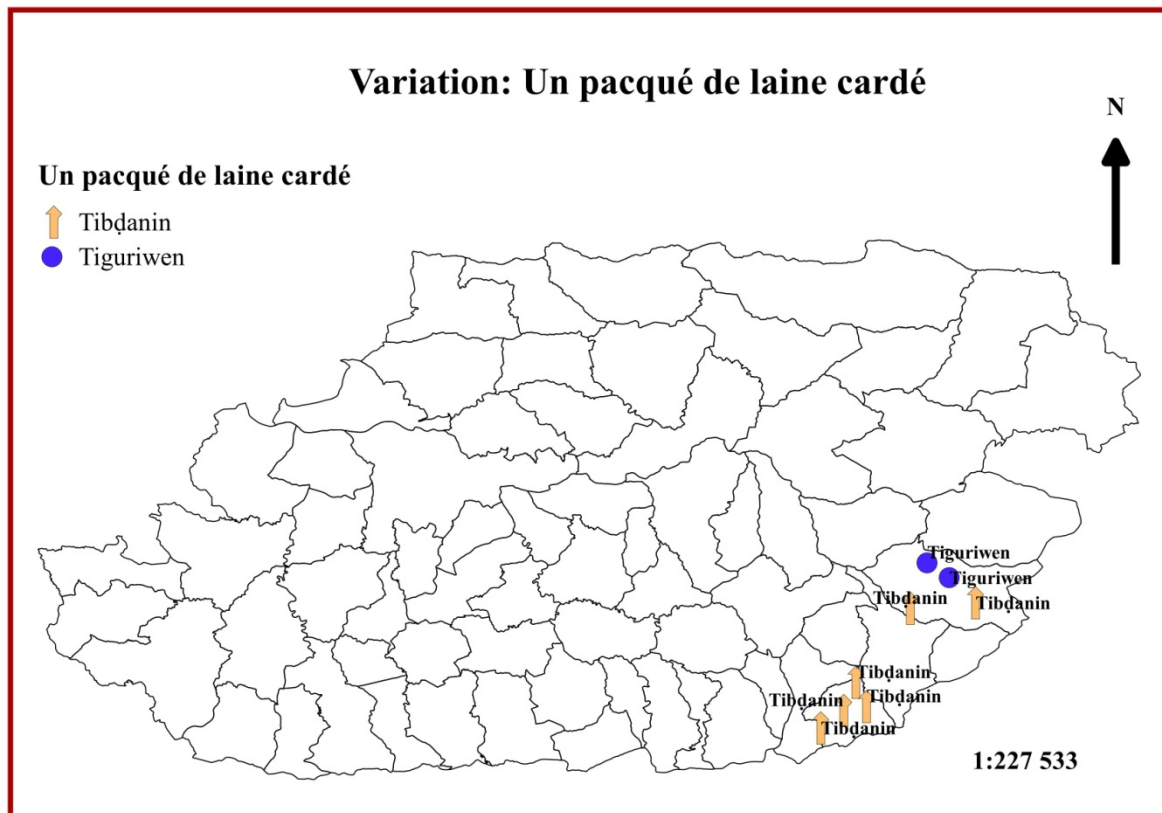 Variation: Un pacqué de laine cardé
N
Un pacqué de laine cardé
Tibḍanin
Tiguriwen
Tiguriwen
Tiguriwen
Tibḍanin
Tibḍanin
Tibḍanin
Tibḍanin
Tibḍanin
Tibḍanin
1:227 533